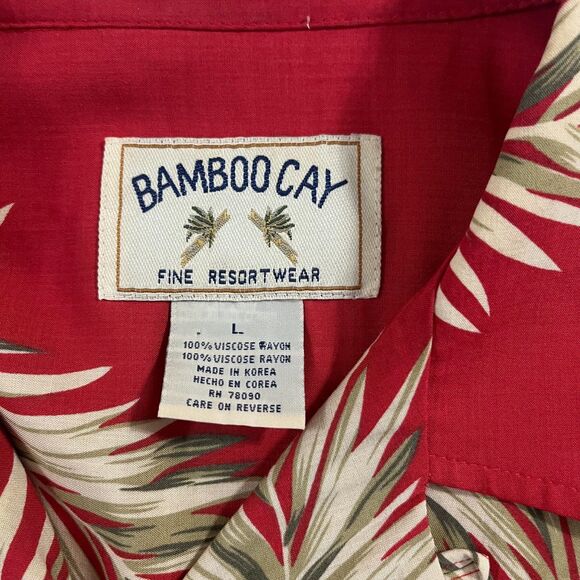 BAMBOO CAY
FINE RESORTWEAR
L
100% VISCOSE RAYON
100% VISCOSE RAYON
MADE IN KOREA
HECHO EN COREA
RN 78090
CARE ON REVERSE